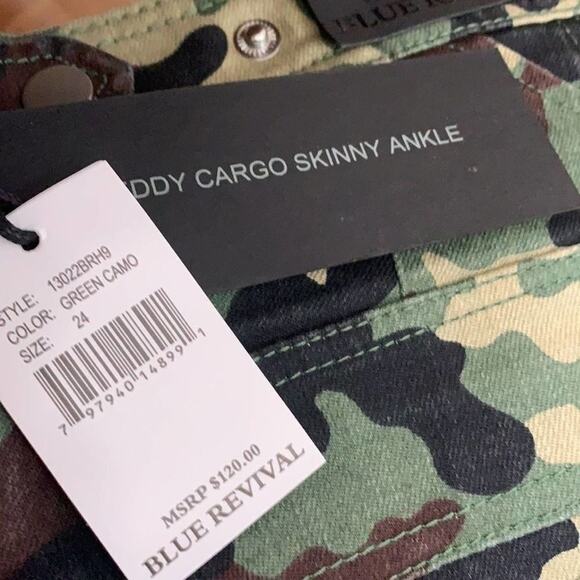 BLUE REVIVAL
DDY CARGO SKINNY ANKLE
STYLE: 13022BRH9
COLOR: GREEN CAMO
SIZE: 24
7 97940 14899 1
MSRP $120.00
BLUE REVIVAL